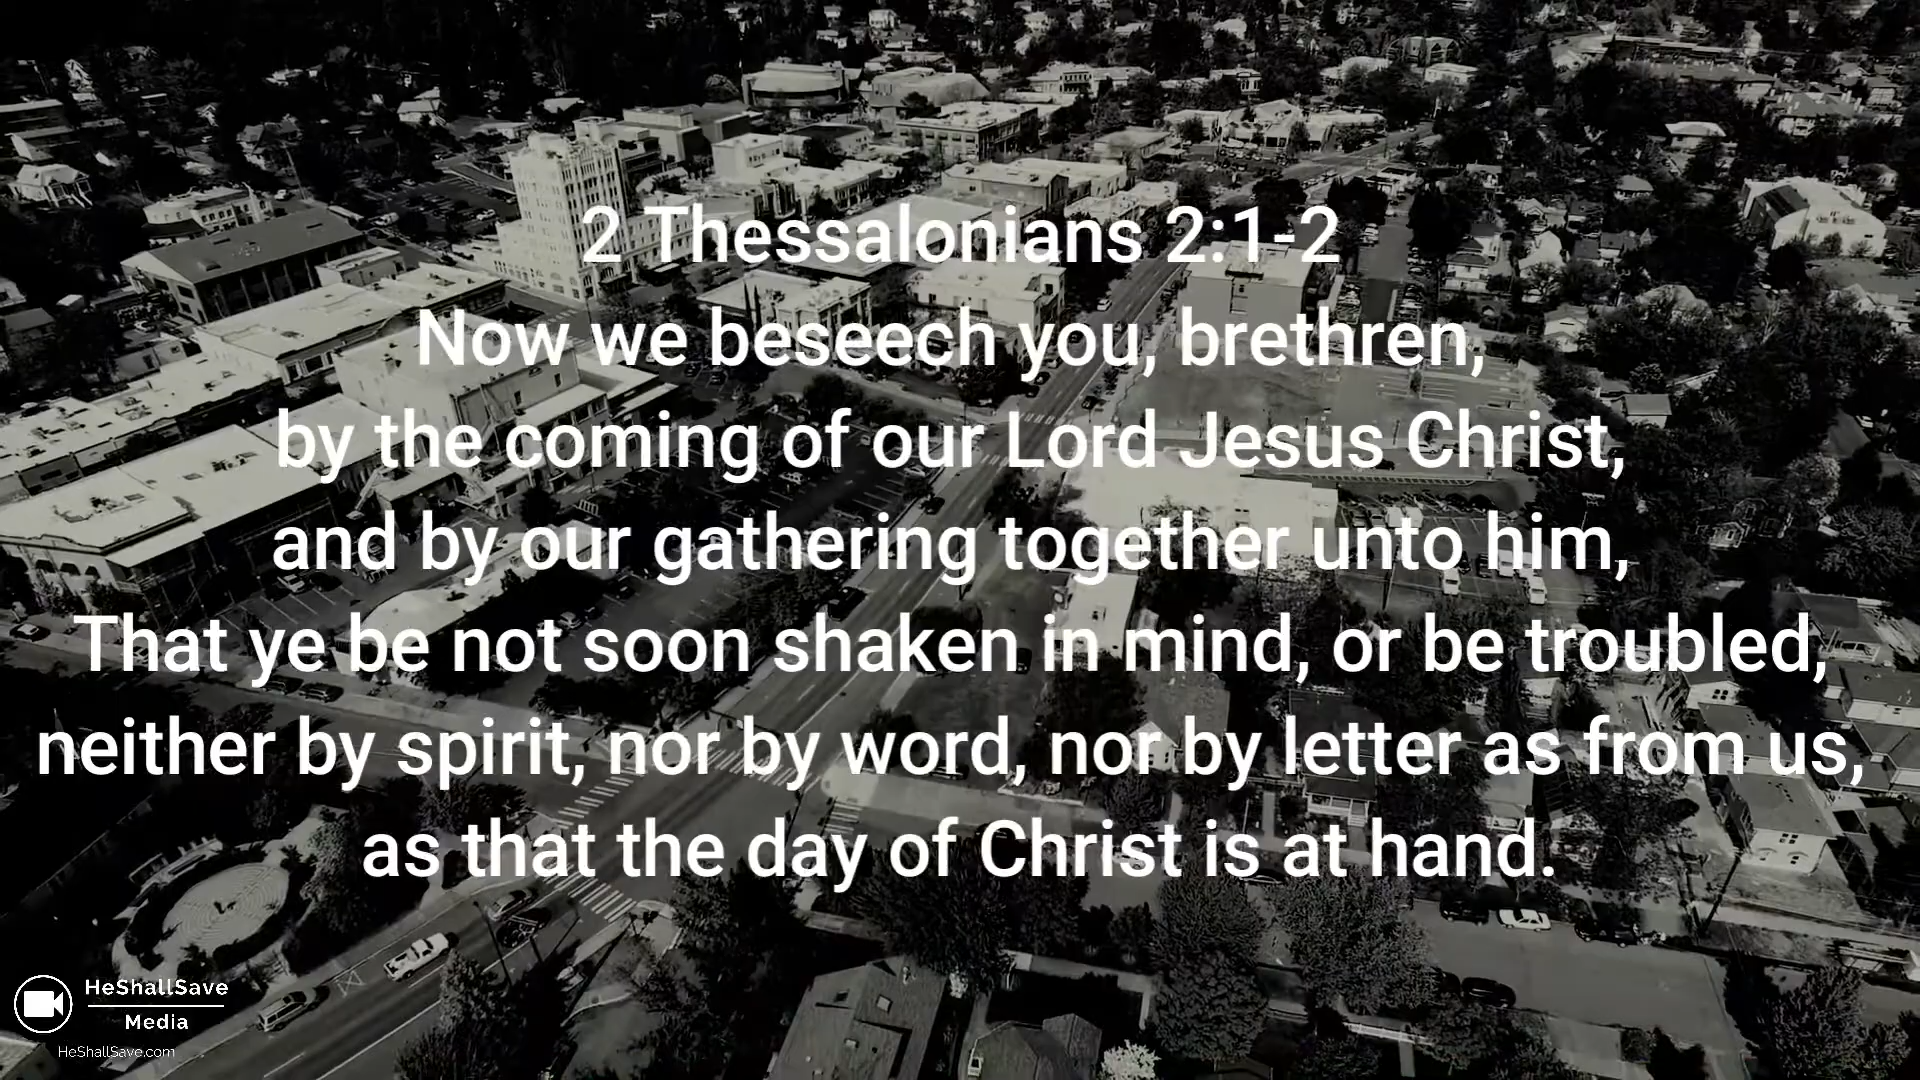 2 Thessalonians 2:1-2
Now we beseech you, brethren,
by the coming of our Lord Jesus Christ,
and by our gathering together unto him,
That ye be not soon shaken in mind, or be troubled,
neither by spirit, nor by word, nor by letter as from us,
as that the day of Christ is at hand.
HeShallSave
Media
HeShallSave.com